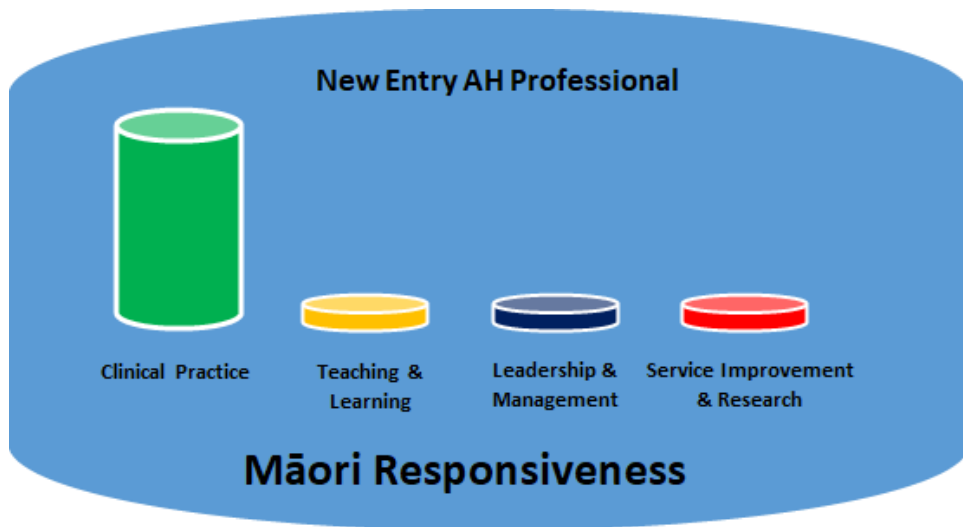 New Entry AH Professional
Clinical Practice
Teaching &
Learning
Leadership &
Management
Service Improvement
& Research
Māori Responsiveness